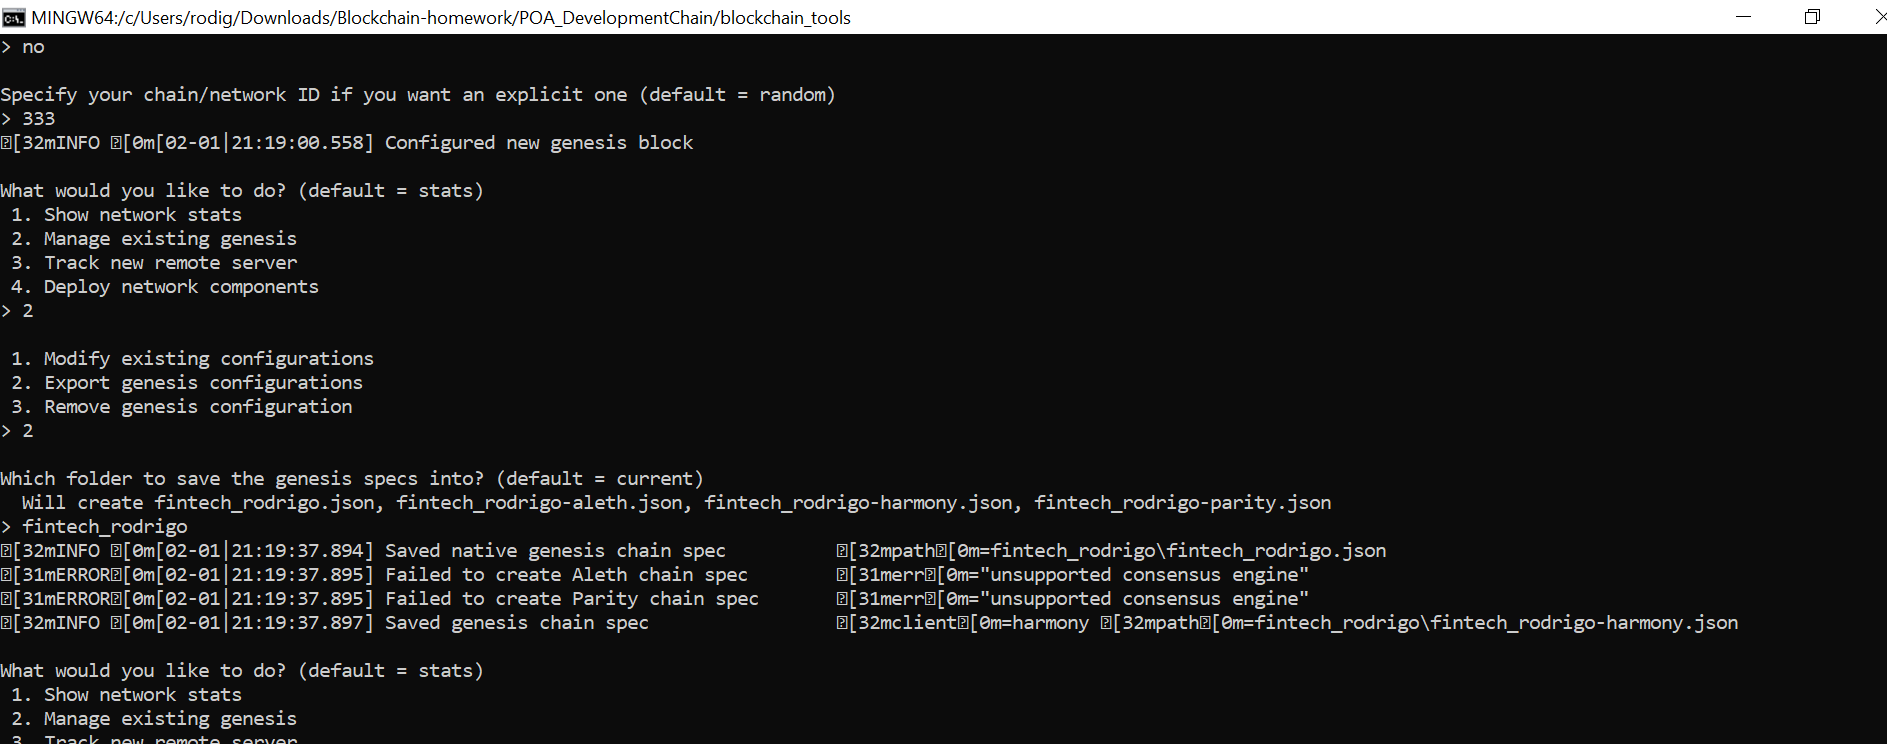 MINGW64:/c/Users/rodig/Downloads/Blockchain-homework/POA_DevelopmentChain/blockchain_tools
> no
Specify your chain/network ID if you want an explicit one (default = random)
> 333
[32mINFO [0m[02-01|21:19:00.558] Configured new genesis block
What would you like to do? (default = stats)
1. Show network stats
2. Manage existing genesis
3. Track new remote server
4. Deploy network components
> 2
1. Modify existing configurations
2. Export genesis configurations
3. Remove genesis configuration
> 2
Which folder to save the genesis specs into? (default = current)
Will create fintech_rodrigo.json, fintech_rodrigo-aleth.json, fintech_rodrigo-harmony.json, fintech_rodrigo-parity.json
> fintech_rodrigo
[32mINFO [0m[02-01|21:19:37.894] Saved native genesis chain spec [32mpath[0m=fintech_rodrigo\fintech_rodrigo.json
[31mERROR[0m[02-01|21:19:37.895] Failed to create Aleth chain spec [31merr[0m="unsupported consensus engine"
[31mERROR[0m[02-01|21:19:37.895] Failed to create Parity chain spec [31merr[0m="unsupported consensus engine"
[32mINFO [0m[02-01|21:19:37.897] Saved genesis chain spec [32mclient[0m=harmony [32mpath[0m=fintech_rodrigo\fintech_rodrigo-harmony.json
What would you like to do? (default = stats)
1. Show network stats
2. Manage existing genesis
3. Track new remote server